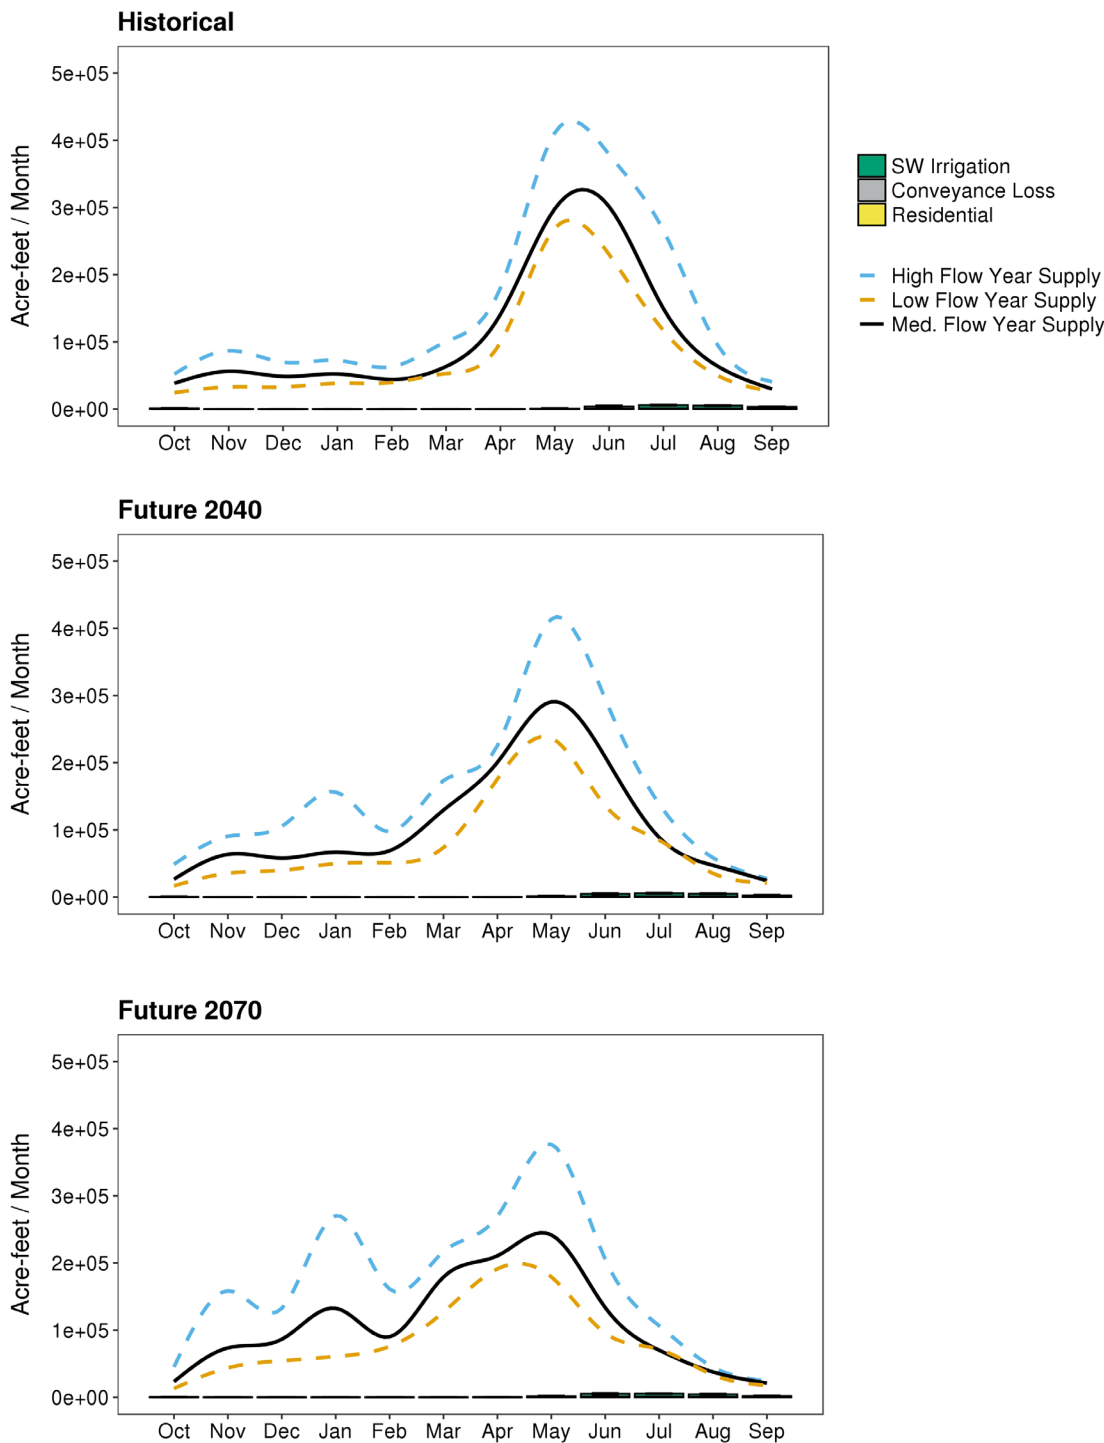 Historical
5e+05
4e+05
3e+05
2e+05
1e+05
0e+00
Acre-feet / Month
Oct Nov Dec Jan Feb Mar Apr May Jun Jul Aug Sep
SW Irrigation
Conveyance Loss
Residential
High Flow Year Supply
Low Flow Year Supply
Med. Flow Year Supply
Future 2040
5e+05
4e+05
3e+05
2e+05
1e+05
0e+00
Acre-feet / Month
Oct Nov Dec Jan Feb Mar Apr May Jun Jul Aug Sep
Future 2070
5e+05
4e+05
3e+05
2e+05
1e+05
0e+00
Acre-feet / Month
Oct Nov Dec Jan Feb Mar Apr May Jun Jul Aug Sep